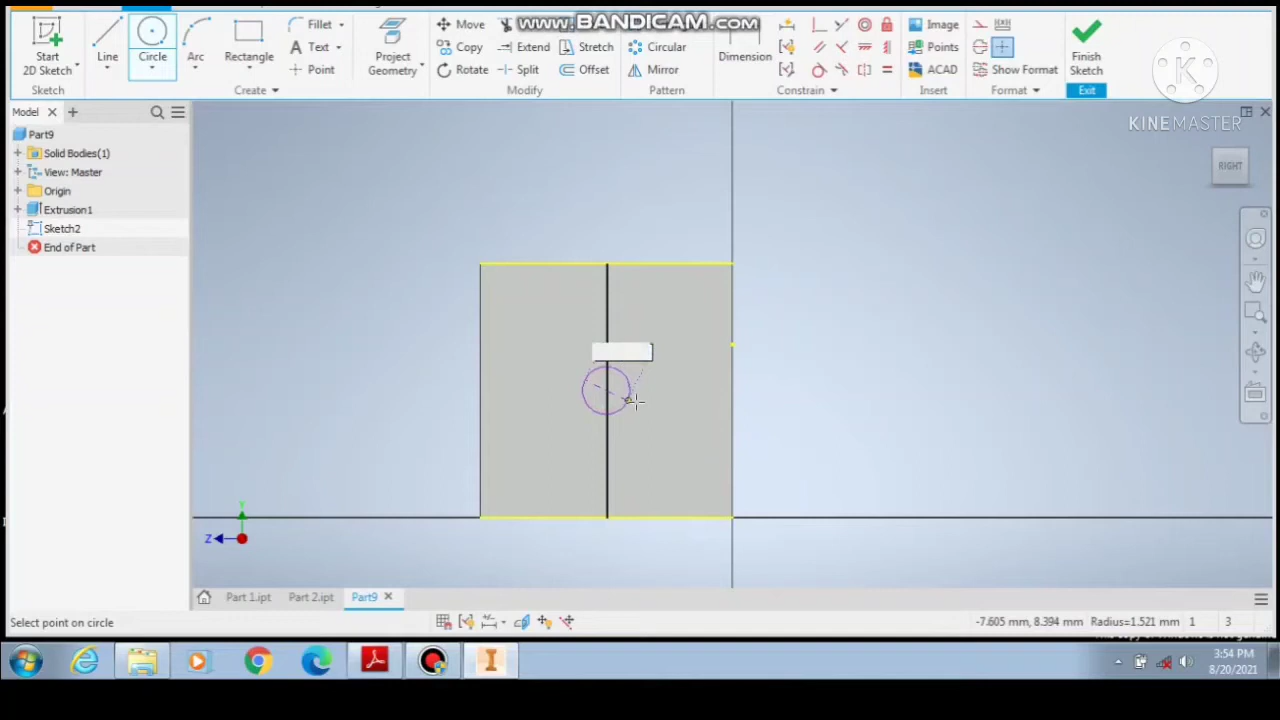 WWW.BANDICAM.COM
Fillet
Move
Image
Text
Copy
Extend
Stretch
Circular
Points
Start
2D Sketch
Line
Circle
Arc
Rectangle
Point
Project
Geometry
Rotate
Split
Offset
Mirror
Dimension
ACAD
Show Format
Finish
Sketch
K
Sketch
Create
Modify
Pattern
Constrain
Insert
Format
Exit
Model
KINEMASTER
Part9
Solid Bodies(1)
View: Master
RIGHT
Origin
Extrusion1
Sketch2
End of Part
Y
Z
Part 1.ipt
Part 2.ipt
Part9
Select point on circle
-7.605 mm, 8.394 mm
Radius=1.521 mm
1
3
3:54 PM
8/20/2021